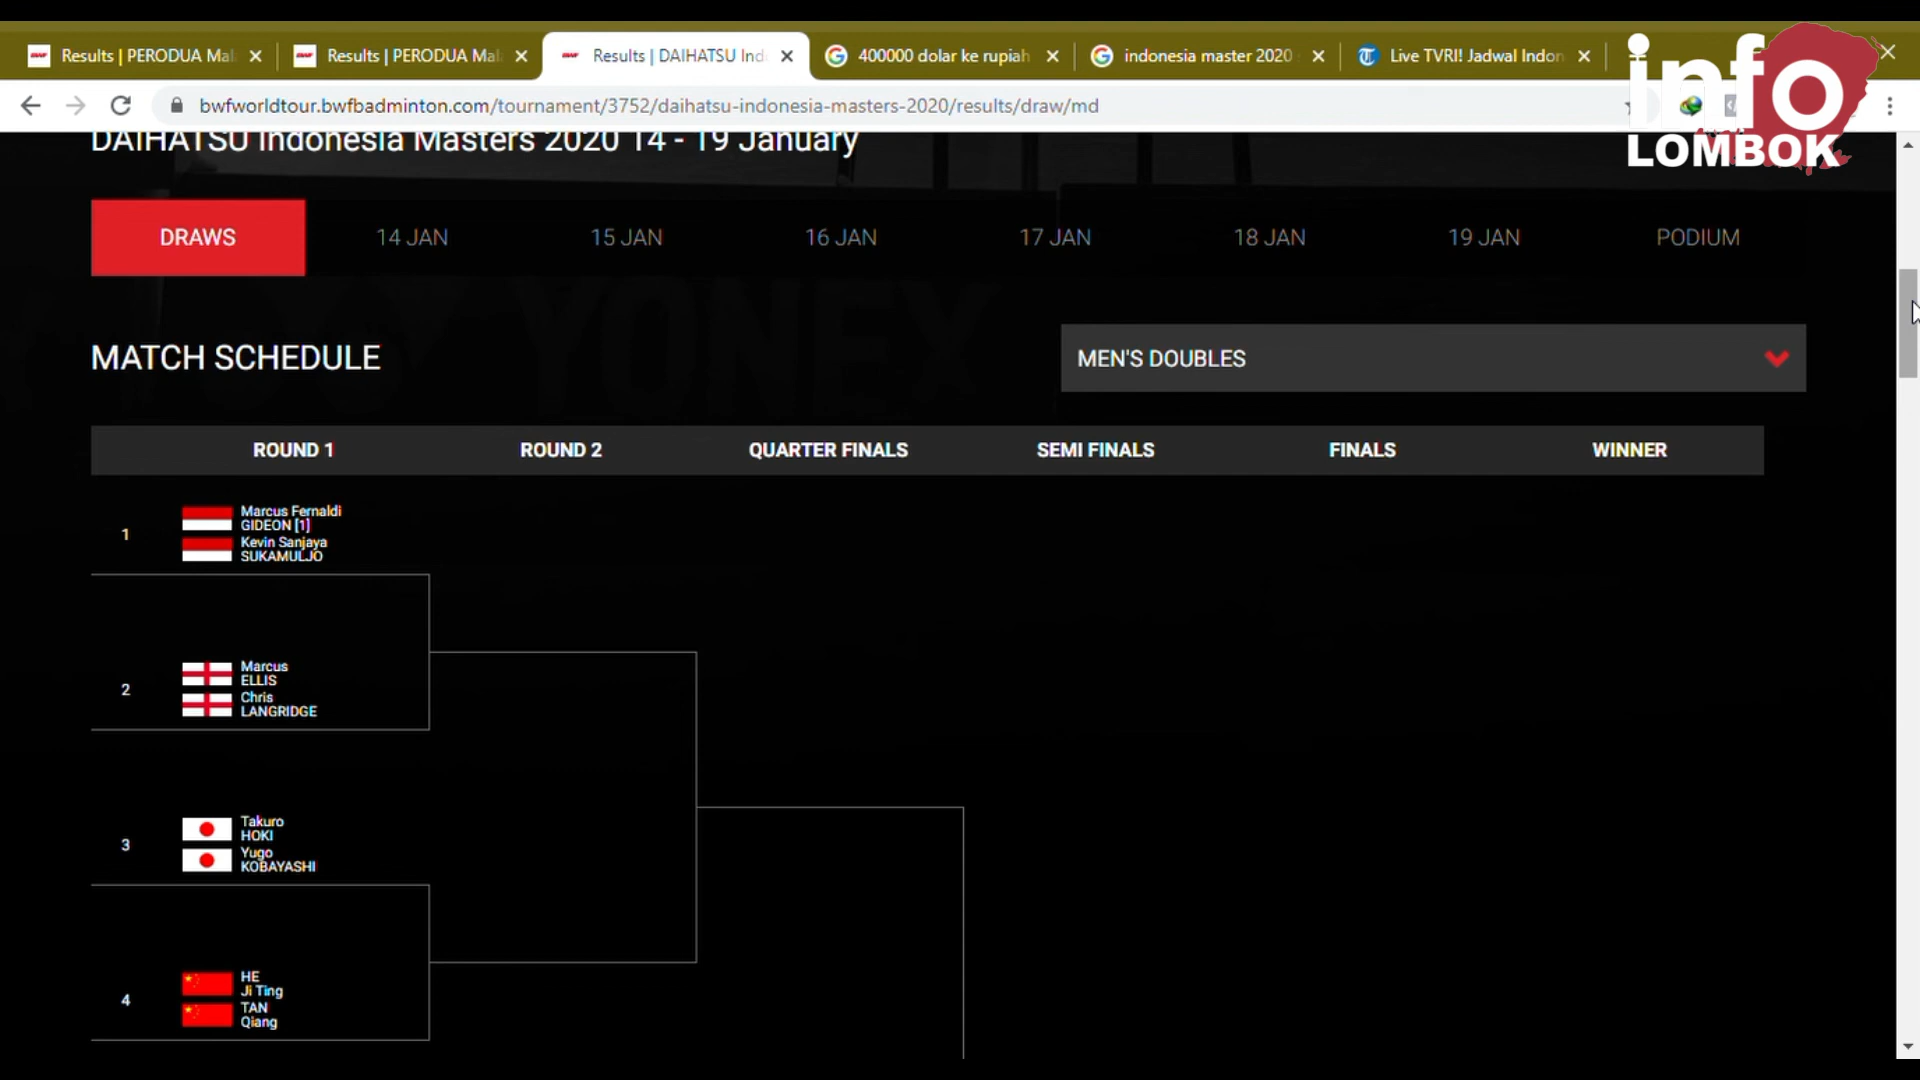 Results | PERODUA Mal
Results | PERODUA Mal
Results | DAIHATSU Ind
400000 dolar ke rupiah
indonesia master 2020
Live TVRI! Jadwal Indon
bwfworldtour.bwfbadminton.com/tournament/3752/daihatsu-indonesia-masters-2020/results/draw/md
info
LOMBOK
DAIHATSU Indonesia Masters 2020 14 - 19 January
DRAWS
14 JAN
15 JAN
16 JAN
17 JAN
18 JAN
19 JAN
PODIUM
YONEX
MATCH SCHEDULE
MEN'S DOUBLES
ROUND 1
ROUND 2
QUARTER FINALS
SEMI FINALS
FINALS
WINNER
1
Marcus Fernaldi
GIDEON [1]
Kevin Sanjaya
SUKAMULJO
2
Marcus
ELLIS
Chris
LANGRIDGE
3
Takuro
HOKI
Yugo
KOBAYASHI
4
HE
Ji Ting
TAN
Qiang